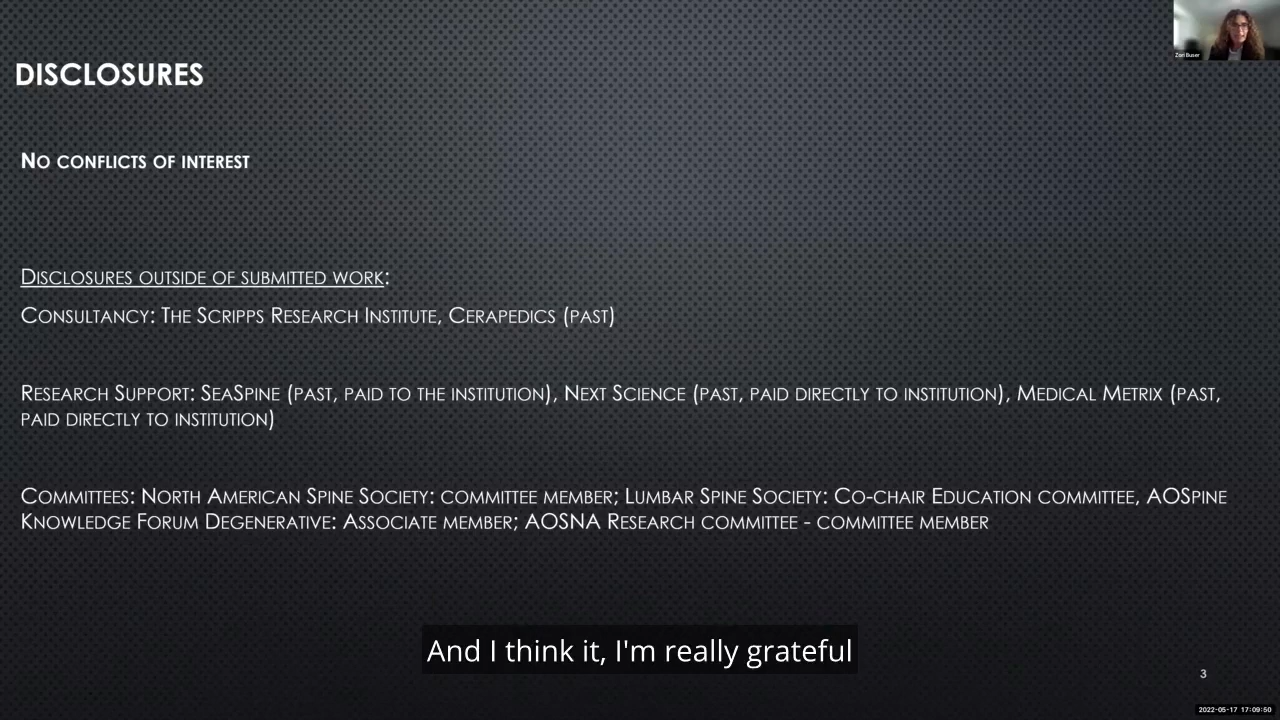 Zori Buser
DISCLOSURES
NO CONFLICTS OF INTEREST
DISCLOSURES OUTSIDE OF SUBMITTED WORK:
CONSULTANCY: THE SCRIPPS RESEARCH INSTITUTE, CERAPEDICS (PAST)
RESEARCH SUPPORT: SEASPINE (PAST, PAID TO THE INSTITUTION), NEXT SCIENCE (PAST, PAID DIRECTLY TO INSTITUTION), MEDICAL METRIX (PAST,
PAID DIRECTLY TO INSTITUTION)
COMMITTEES: NORTH AMERICAN SPINE SOCIETY: COMMITTEE MEMBER; LUMBAR SPINE SOCIETY: CO-CHAIR EDUCATION COMMITTEE, AOSPINE
KNOWLEDGE FORUM DEGENERATIVE: ASSOCIATE MEMBER; AOSNA RESEARCH COMMITTEE - COMMITTEE MEMBER
And I think it, I'm really grateful
3
2022-05-17 17:09:50